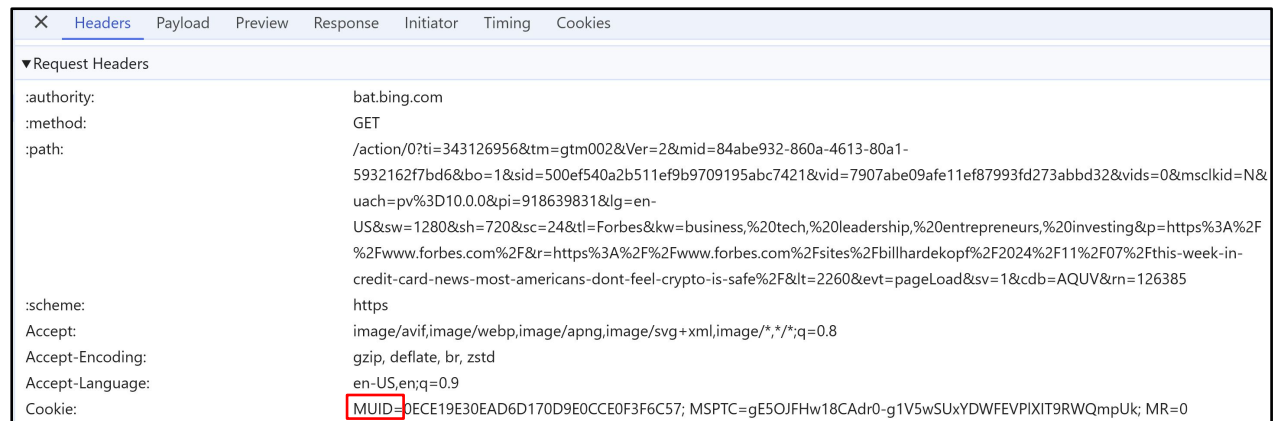 ✕ Headers Payload Preview Response Initiator Timing Cookies
▼Request Headers
:authority: bat.bing.com
:method: GET
:path: /action/0?ti=343126956&tm=gtm002&Ver=2&mid=84abe932-860a-4613-80a1-
5932162f7bd6&bo=1&sid=500ef540a2b511ef9b9709195abc7421&vid=7907abe09afe11ef87993fd273abbd32&vids=0&msclkid=N&
uach=pv%3D10.0.0&pi=918639831&lg=en-
US&sw=1280&sh=720&sc=24&tl=Forbes&kw=business,%20tech,%20leadership,%20entrepreneurs,%20investing&p=https%3A%2F
%2Fwww.forbes.com%2F&r=https%3A%2F%2Fwww.forbes.com%2Fsites%2Fbillhardekopf%2F2024%2F11%2F07%2Fthis-week-in-
credit-card-news-most-americans-dont-feel-crypto-is-safe%2F&lt=2260&evt=pageLoad&sv=1&cdb=AQUV&rn=126385
:scheme: https
Accept: image/avif,image/webp,image/apng,image/svg+xml,image/*,*/*;q=0.8
Accept-Encoding: gzip, deflate, br, zstd
Accept-Language: en-US,en;q=0.9
Cookie: MUID=0ECE19E30EAD6D170D9E0CCE0F3F6C57; MSPTC=gE5OJFHw18CAdr0-g1V5wSUxYDWFEVPlXIT9RWQmpUk; MR=0